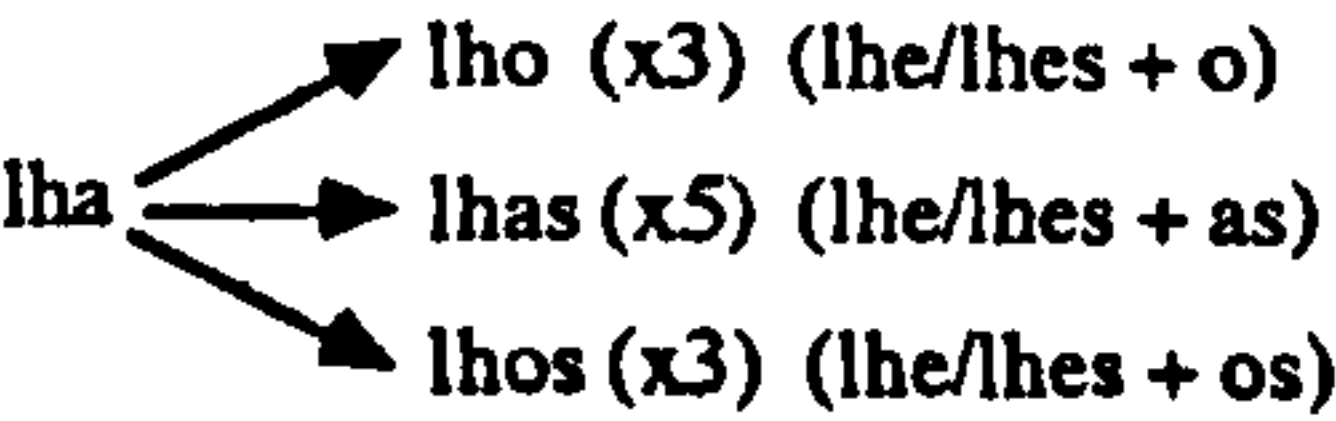 lho (x3) (lhe/lhes + o)
lha lhas (x5) (lhe/lhes + as)
lhos (x3) (lhe/lhes + os)